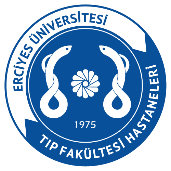 ERCİYES ÜNİVERSİTESİ
1975
TIP FAKÜLTESİ HASTANELERİ